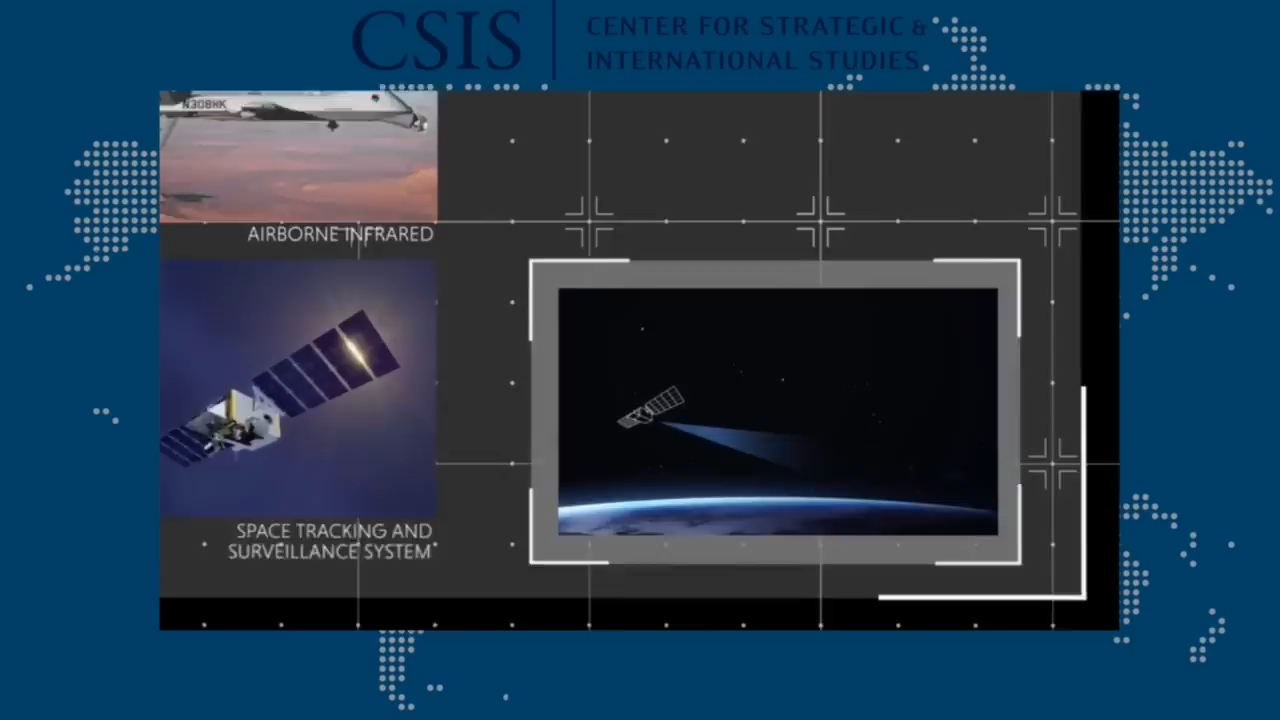 CSIS
CENTER FOR STRATEGIC &
INTERNATIONAL STUDIES
N308HK
AIRBORNE INFRARED
SPACE TRACKING AND
SURVEILLANCE SYSTEM